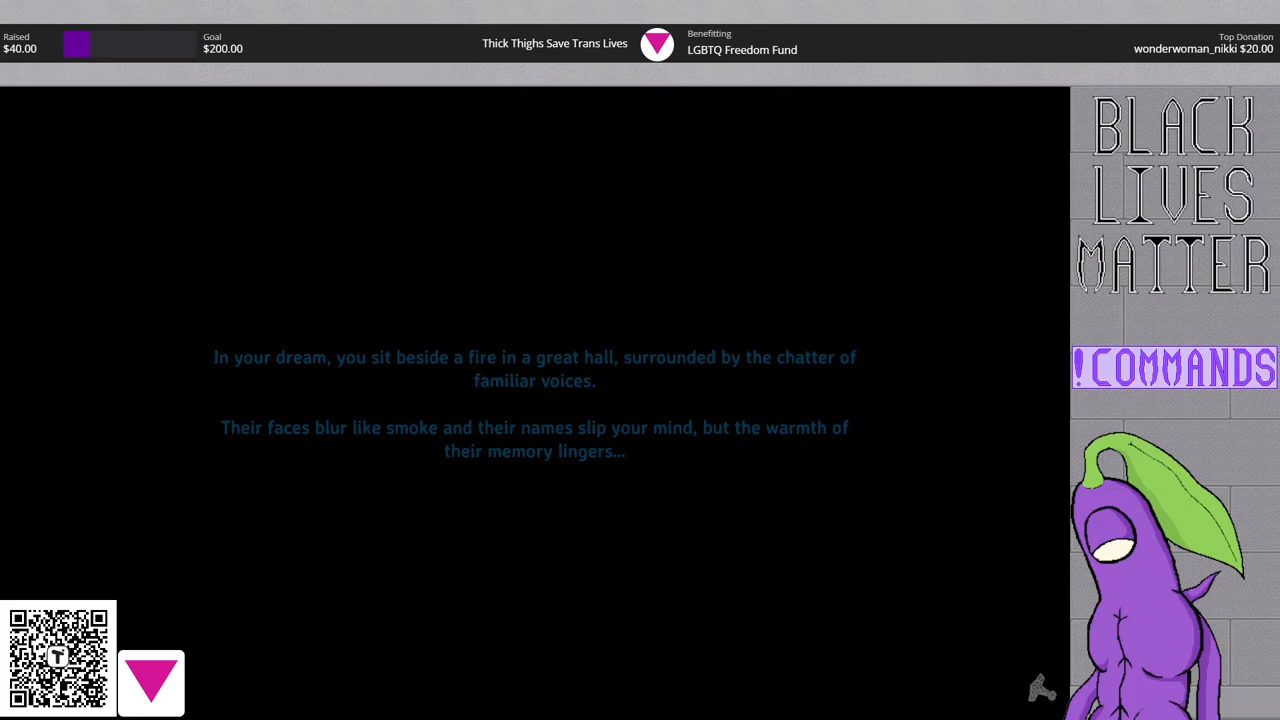 Raised
$40.00
Goal
$200.00
Thick Thighs Save Trans Lives
Benefitting
LGBTQ Freedom Fund
Top Donation
wonderwoman_nikki $20.00
BLACK
LIVES
MATTER
!COMMANDS
In your dream, you sit beside a fire in a great hall, surrounded by the chatter of
familiar voices.
Their faces blur like smoke and their names slip your mind, but the warmth of
their memory lingers...
T